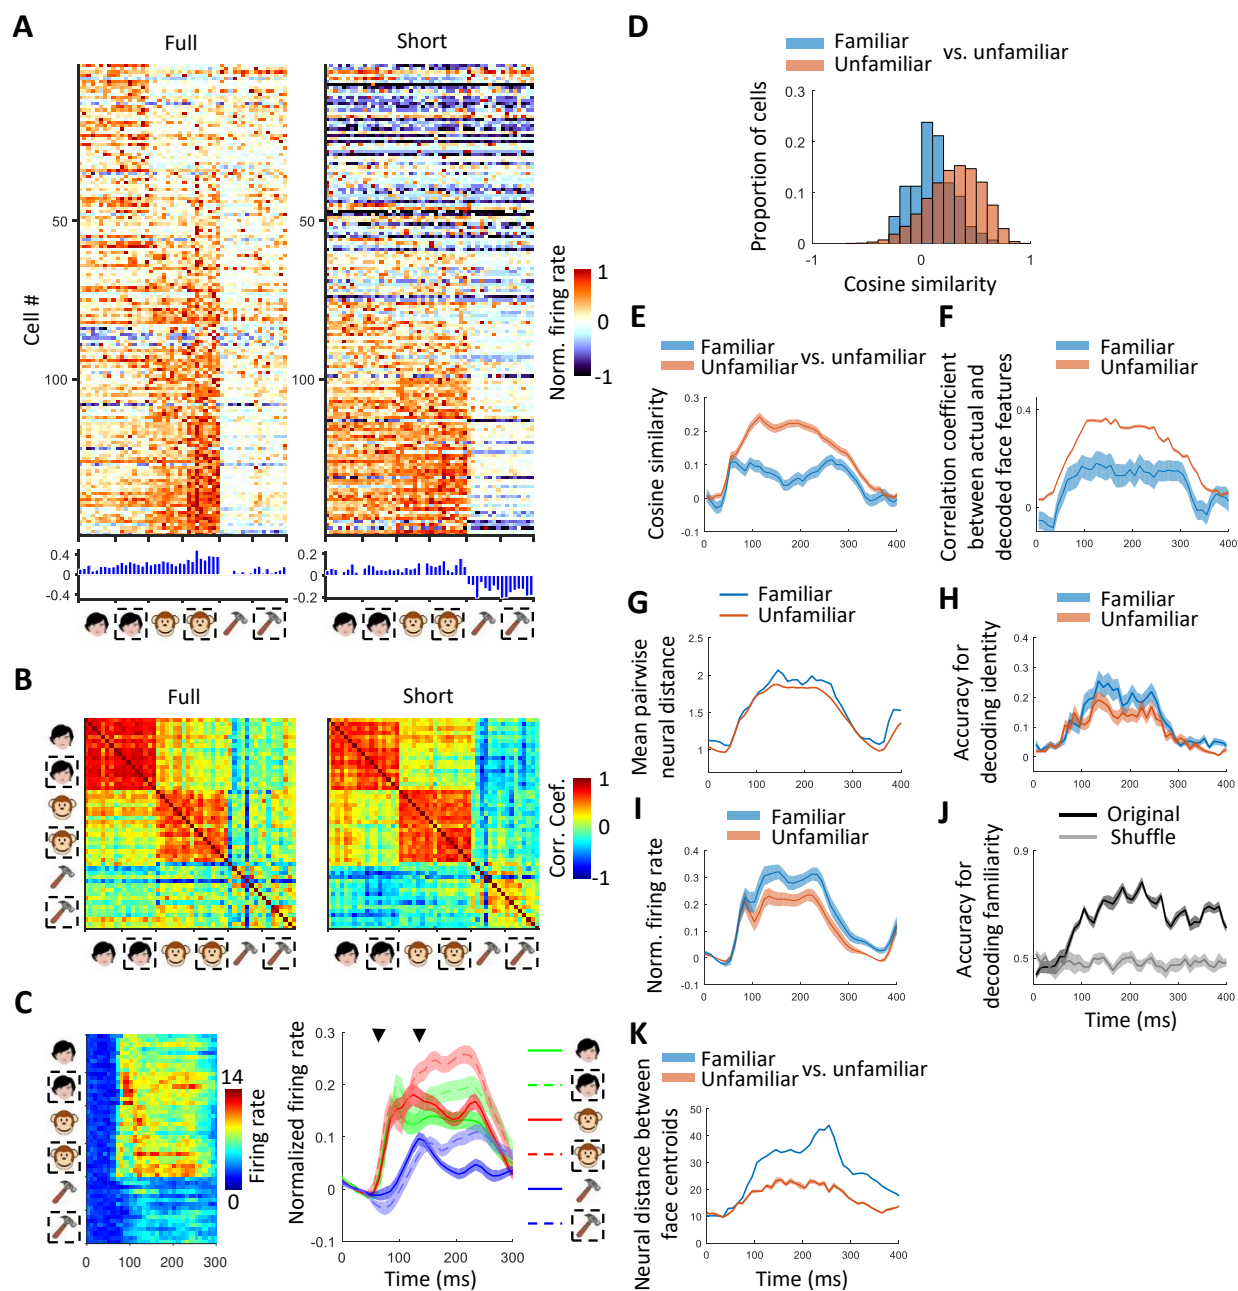 A
Full
Short
50
100
Cell #
50
100
1
0
-1
Norm. firing rate
0.4
0
-0.4
0.2
0
-0.2
B
Full
Short
1
0
-1
Corr. Coef.
C
14
0
Firing rate
0
100
200
300
Normalized firing rate
0.3
0.2
0.1
0
-0.1
0
100
200
300
Time (ms)
D
Familiar
Unfamiliar
vs. unfamiliar
Proportion of cells
0.3
0.2
0.1
0
-1
0
1
Cosine similarity
E
Familiar
Unfamiliar
vs. unfamiliar
Cosine similarity
0.3
0.2
0.1
0
-0.1
0
100
200
300
400
F
Familiar
Unfamiliar
Correlation coefficient
between actual and
decoded face features
0.4
0
0
100
200
300
400
G
Familiar
Unfamiliar
Mean pairwise
neural distance
2.5
2
1.5
1
0
100
200
300
400
H
Familiar
Unfamiliar
Accuracy for
decoding identity
0.4
0.3
0.2
0.1
0
0
100
200
300
400
I
Familiar
Unfamiliar
Norm. firing rate
0.4
0.3
0.2
0.1
0
-0.1
0
100
200
300
400
J
Original
Shuffle
Accuracy for
decoding familiarity
0.9
0.5
0
100
200
300
400
Time (ms)
K
Familiar
Unfamiliar
vs. unfamiliar
Neural distance between
face centroids
50
40
30
20
10
0
0
100
200
300
400
Time (ms)